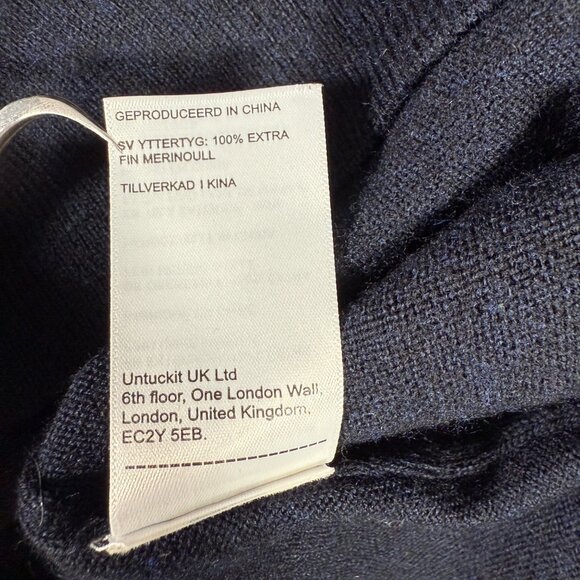 GEPRODUCEERD IN CHINA
SV YTTERTYG: 100% EXTRA
FIN MERINOULL
TILLVERKAD I KINA
Untuckit UK Ltd
6th floor, One London Wall,
London, United Kingdom,
EC2Y 5EB.